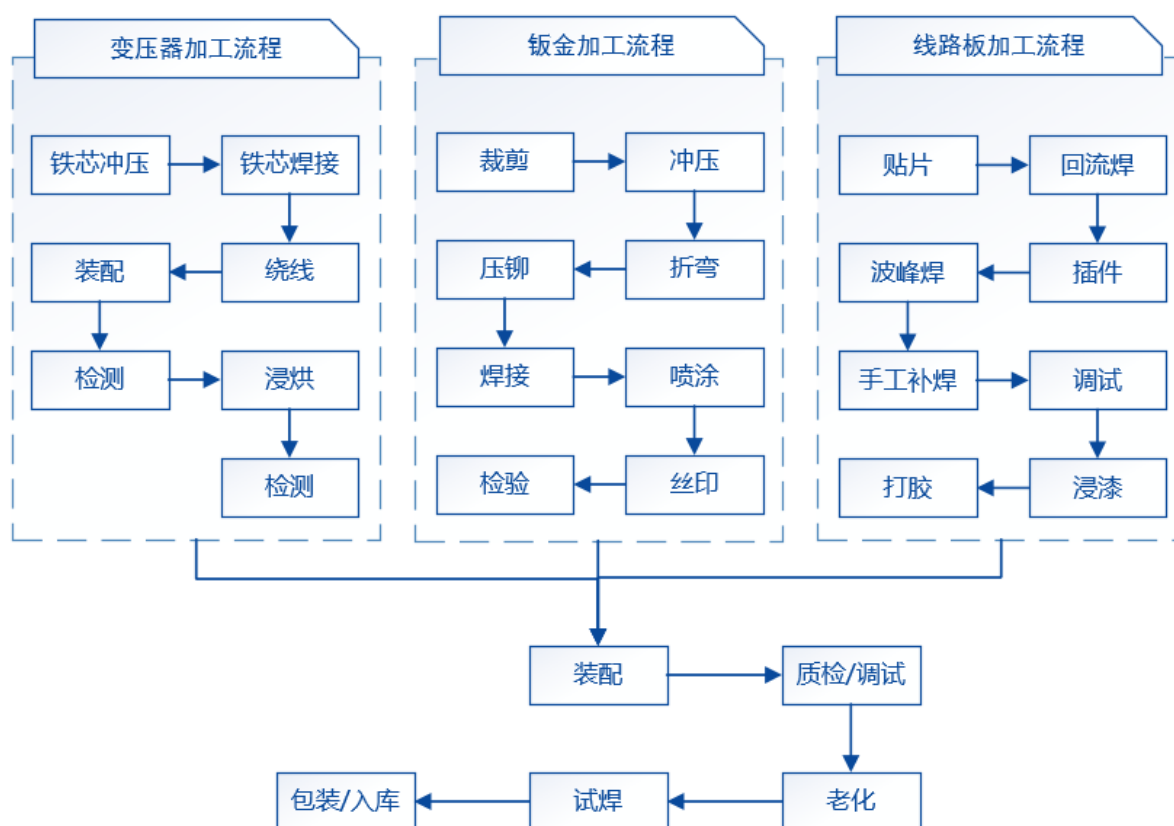 变压器加工流程
铁芯冲压
铁芯焊接
绕线
装配
检测
浸烘
检测
钣金加工流程
裁剪
冲压
折弯
压铆
焊接
喷涂
丝印
检验
线路板加工流程
贴片
回流焊
插件
波峰焊
手工补焊
调试
浸漆
打胶
装配
质检/调试
老化
试焊
包装/入库